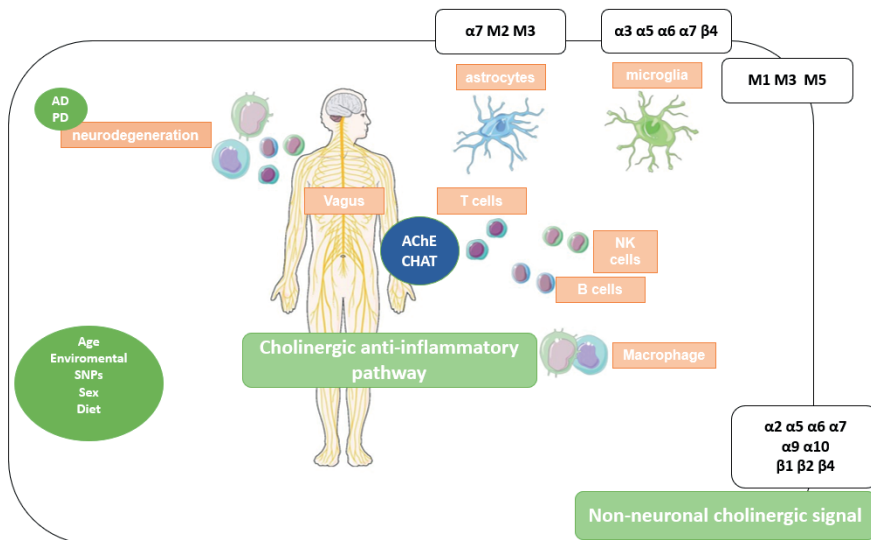 α7 M2 M3
α3 α5 α6 α7 β4
astrocytes
microglia
M1 M3 M5
AD
PD
neurodegeneration
Vagus
T cells
AChE
CHAT
NK
cells
B cells
Age
Enviromental
SNPs
Sex
Diet
Cholinergic anti-inflammatory
pathway
Macrophage
α2 α5 α6 α7
α9 α10
β1 β2 β4
Non-neuronal cholinergic signal